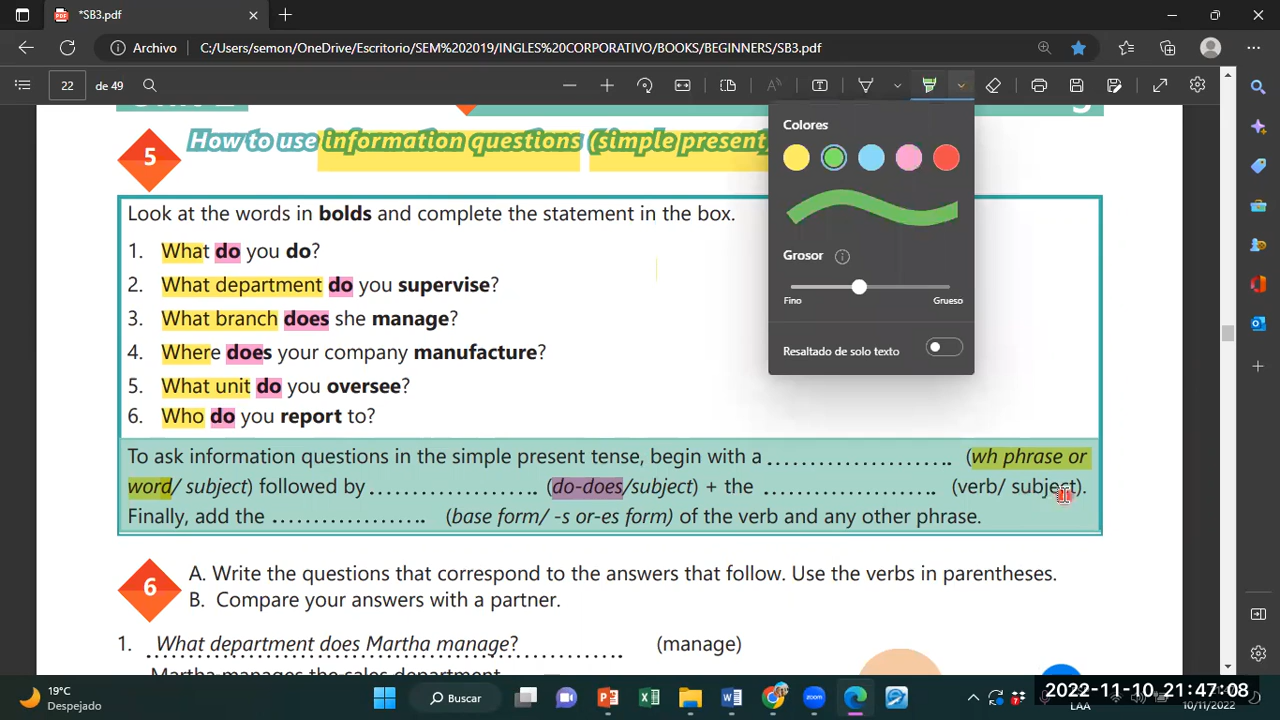 *SB3.pdf
Archivo
C:/Users/semon/OneDrive/Escritorio/SEM%202019/INGLES%20CORPORATIVO/BOOKS/BEGINNERS/SB3.pdf
22 de 49
Colores
Grosor
Fino Grueso
Resaltado de solo texto
5 How to use information questions (simple present)
Look at the words in bolds and complete the statement in the box.
1. What do you do?
2. What department do you supervise?
3. What branch does she manage?
4. Where does your company manufacture?
5. What unit do you oversee?
6. Who do you report to?
To ask information questions in the simple present tense, begin with a ..................... (wh phrase or
word/ subject) followed by................... (do-does/subject) + the ................... (verb/ subject).
Finally, add the ................. (base form/ -s or-es form) of the verb and any other phrase.
6 A. Write the questions that correspond to the answers that follow. Use the verbs in parentheses.
B. Compare your answers with a partner.
1. What department does Martha manage? (manage)
Martha manages the sales department.
19°C
Despejado
Buscar
LAA
2022-11-10 21:47:08
10/11/2022